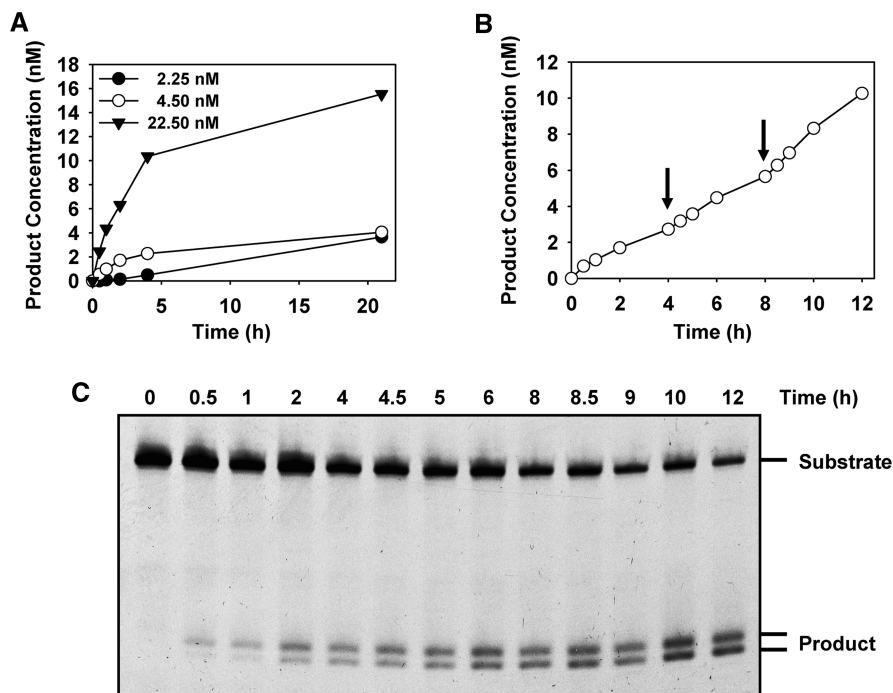 A
Product Concentration (nM)
18
16
14
12
10
8
6
4
2
0
2.25 nM
4.50 nM
22.50 nM
0 5 10 15 20
Time (h)
B
Product Concentration (nM)
12
10
8
6
4
2
0
0 2 4 6 8 10 12
Time (h)
C
0 0.5 1 2 4 4.5 5 6 8 8.5 9 10 12 Time (h)
Substrate
Product